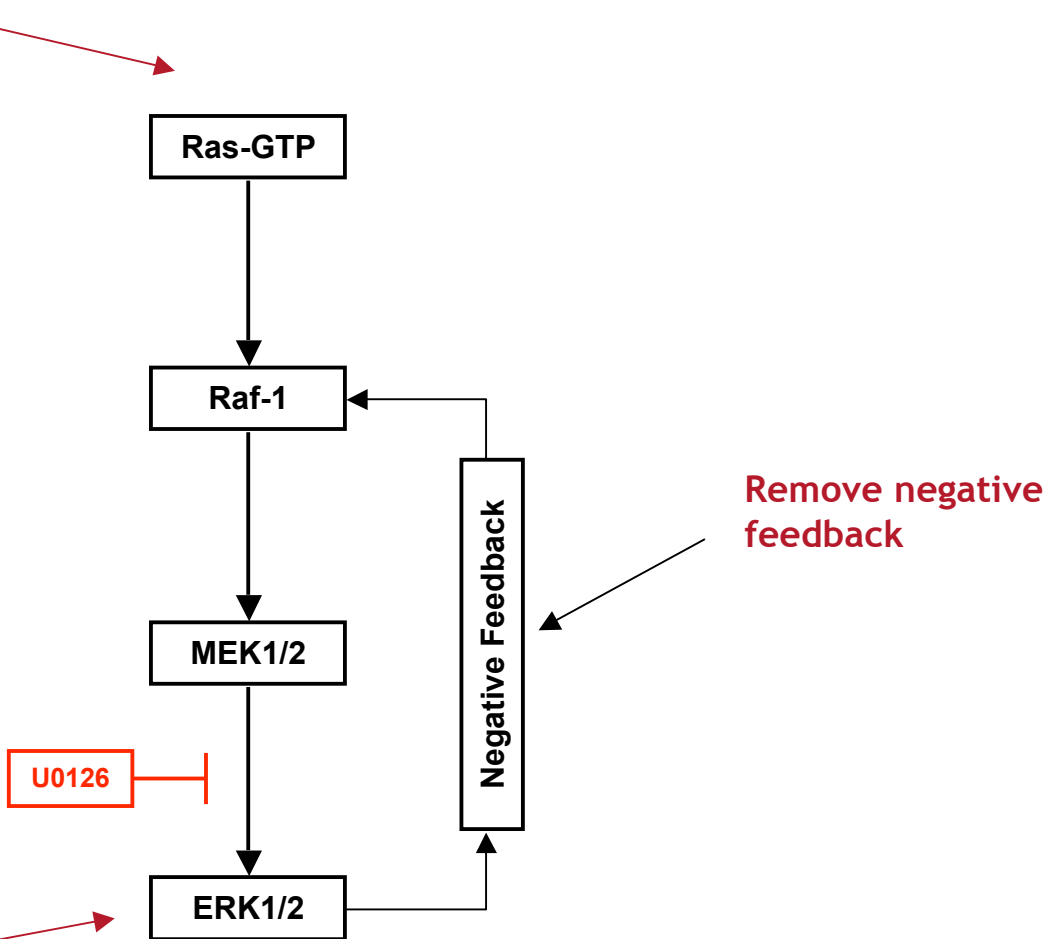 Ras-GTP
Raf-1
Negative Feedback
Remove negative
feedback
MEK1/2
U0126
ERK1/2